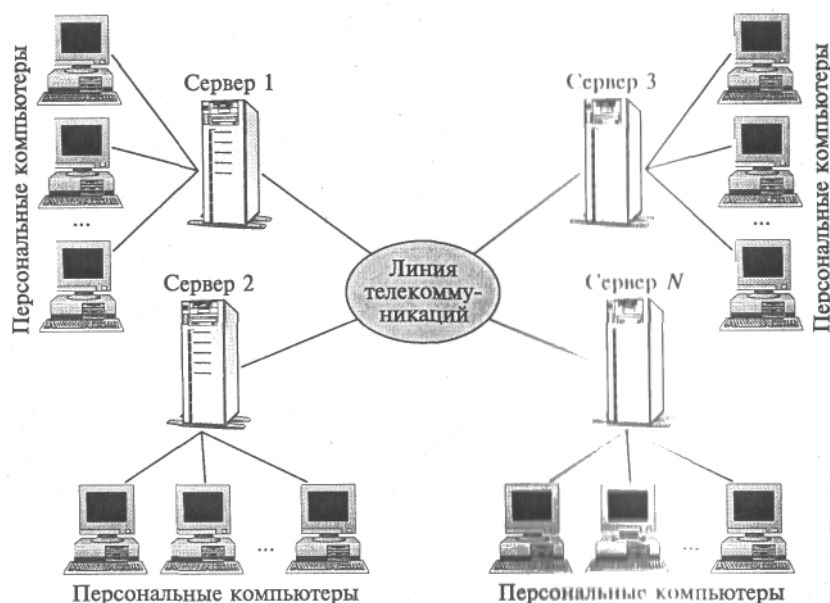 Сервер 1
Сервер 3
Персональные компьютеры
...
...
Персональные компьютеры
Линия
телекомму-
никаций
Сервер 2
Сервер N
...
...
Персональные компьютеры
Персональные компьютеры